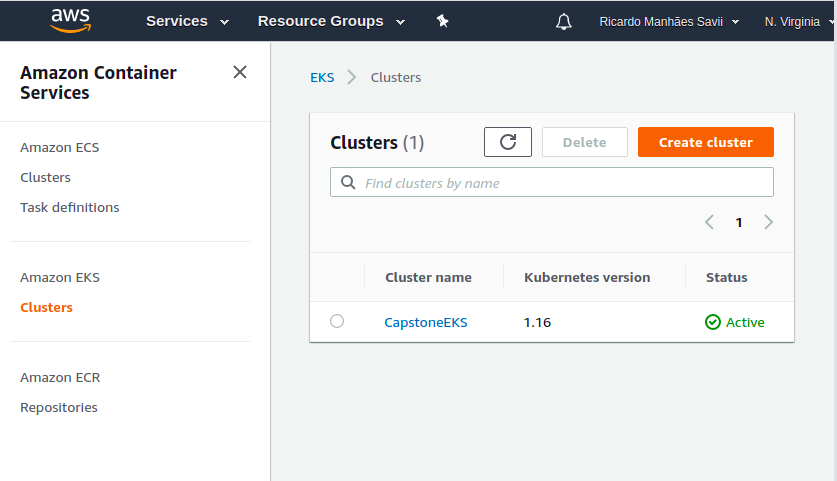 aws Services Resource Groups Ricardo Manhães Savii N. Virginia
Amazon Container
Services
Amazon ECS
Clusters
Task definitions
Amazon EKS
Clusters
Amazon ECR
Repositories
EKS Clusters
Clusters (1) Delete Create cluster
Find clusters by name
1
Cluster name Kubernetes version Status
CapstoneEKS 1.16 Active